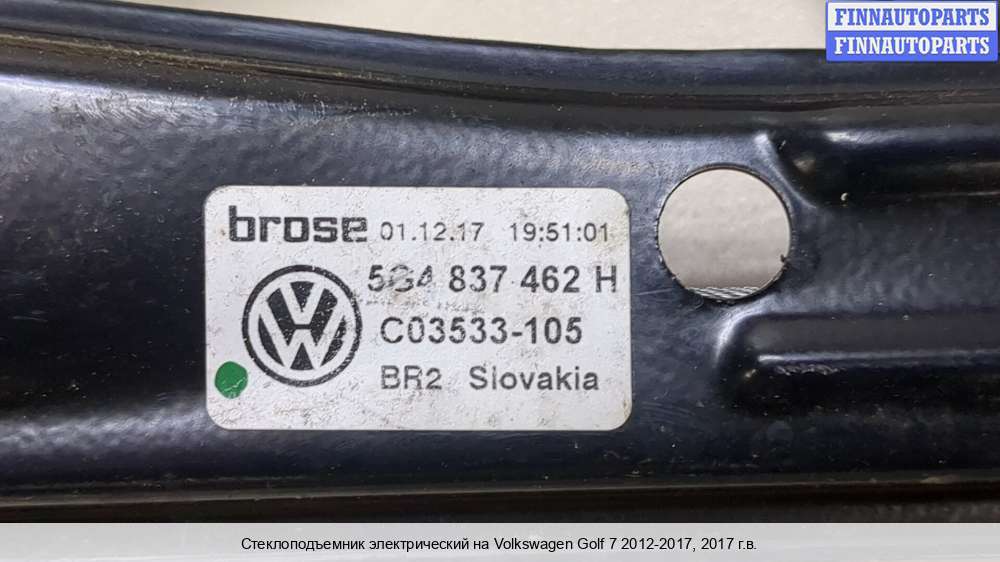 FINNAUTOPARTS
FINNAUTOPARTS
brose 01.12.17 19:51:01
5G4 837 462 H
C03533-105
BR2 Slovakia
Стеклоподъемник электрический на Volkswagen Golf 7 2012-2017, 2017 г.в.